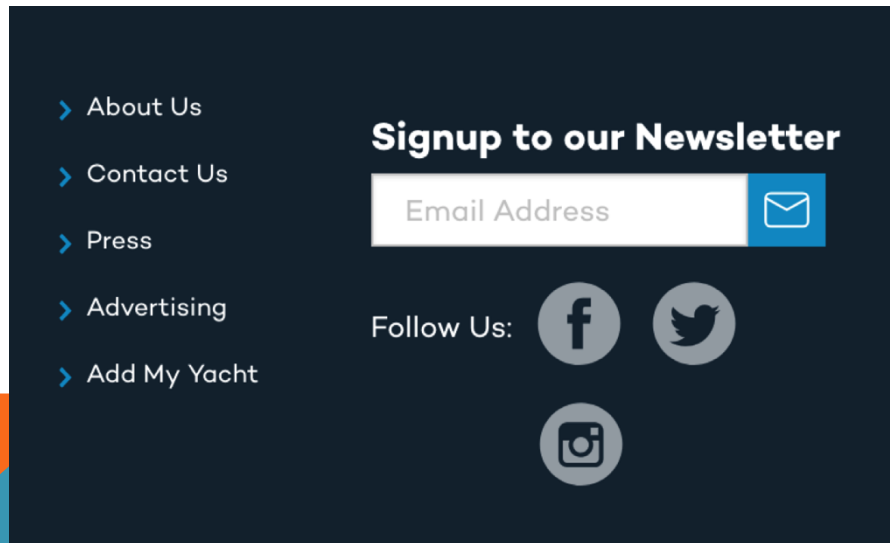 About Us
Contact Us
Press
Advertising
Add My Yacht
Signup to our Newsletter
Email Address
Follow Us: